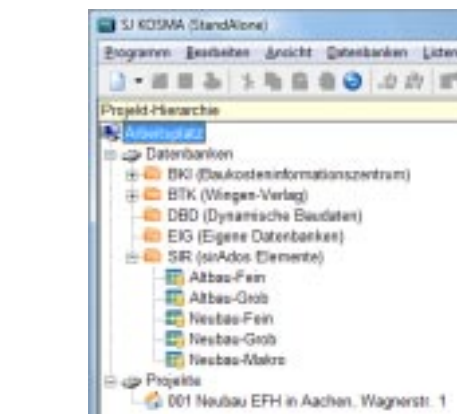 SJ KOSMA (StandAlone)
Programm Bearbeiten Ansicht Datenbanken Listen
Projekt-Hierarchie
Arbeitsplatz
Datenbanken
BKI (Baukosteninformationszentrum)
BTK (Wingen-Verlag)
DBD (Dynamische Baudaten)
EIG (Eigene Datenbanken)
SIR (sirAdos Elemente)
Altbau-Fein
Altbau-Grob
Neubau-Fein
Neubau-Grob
Neubau-Makro
Projekte
001 Neubau EFH in Aachen, Wagnerstr. 1